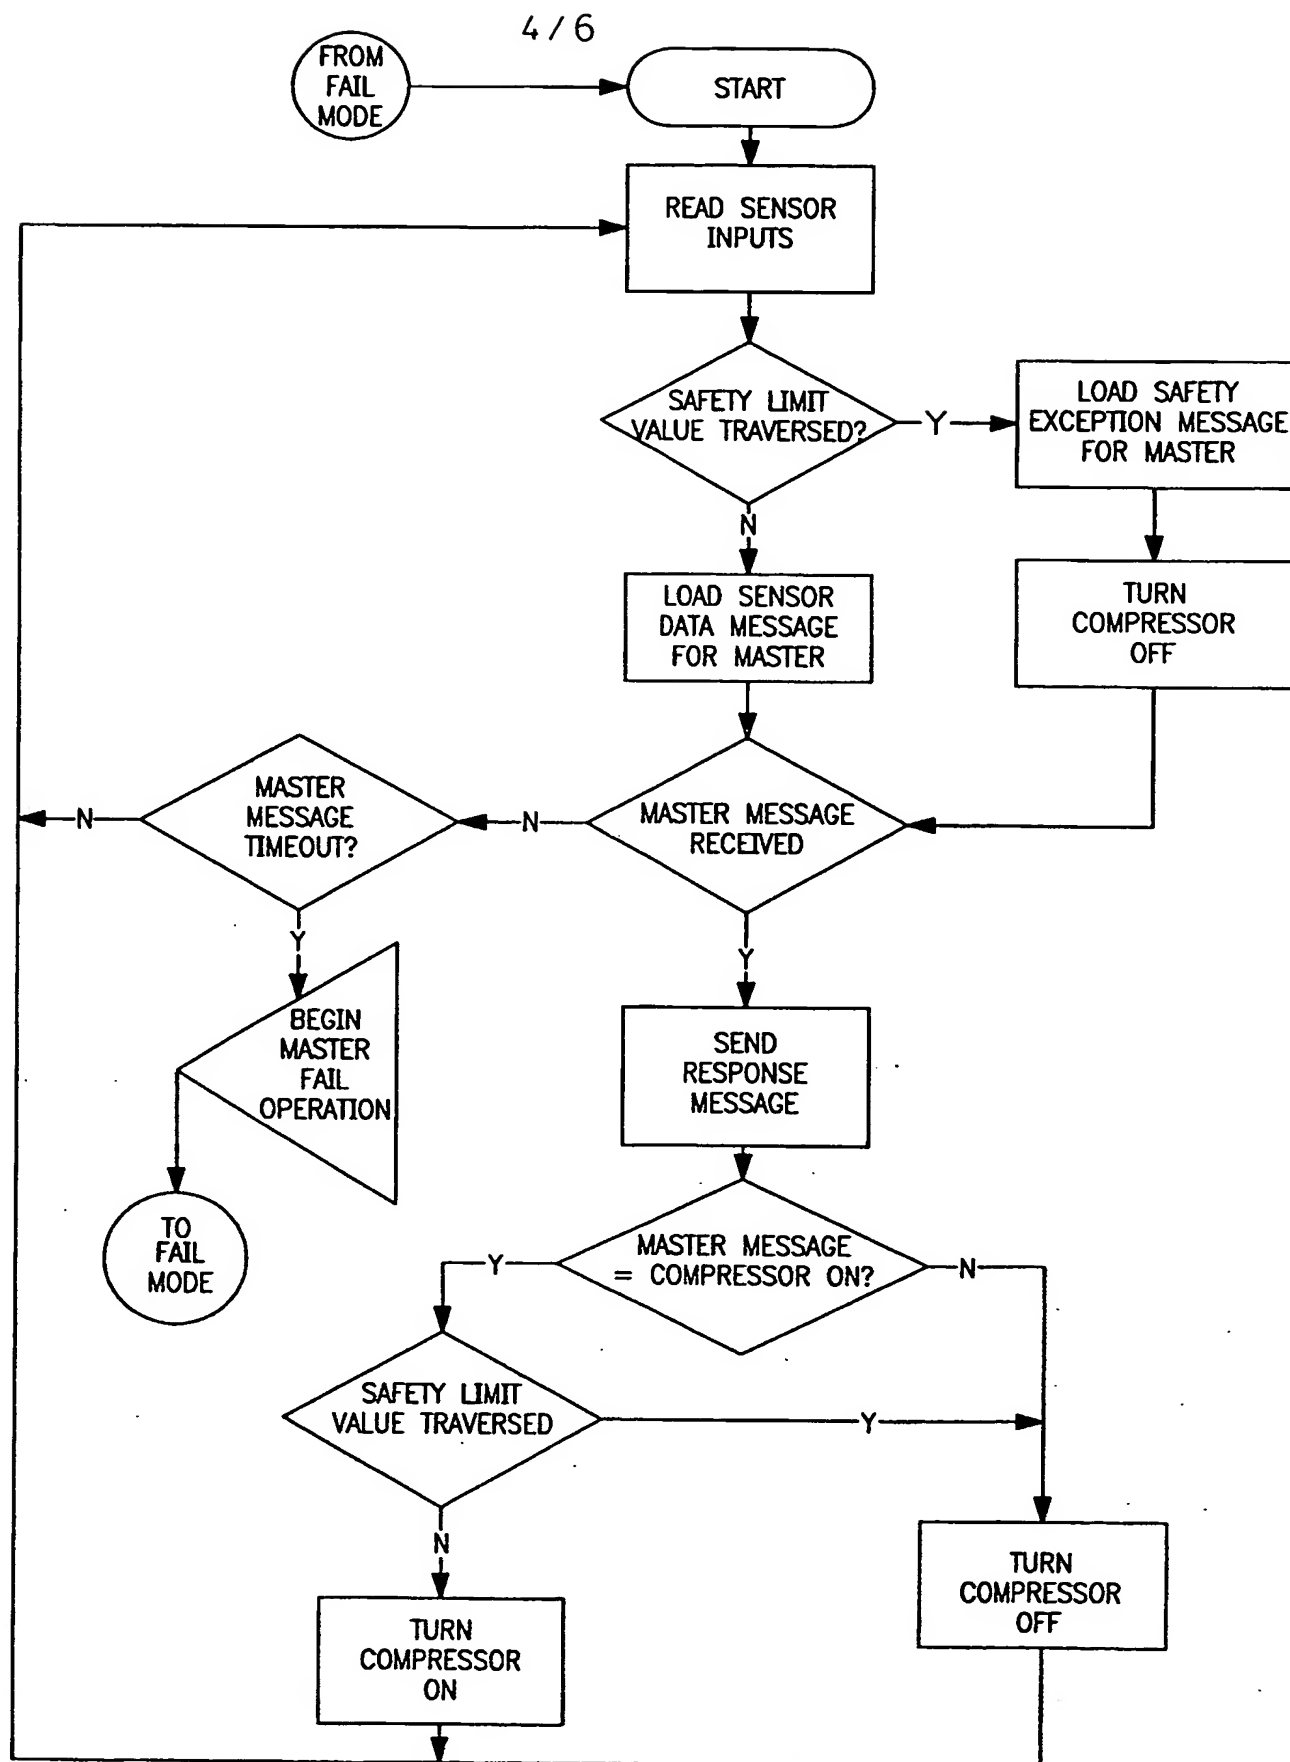 4/6
FROM
FAIL
MODE
START
READ SENSOR
INPUTS
SAFETY LIMIT
VALUE TRAVERSED?
Y
LOAD SAFETY
EXCEPTION MESSAGE
FOR MASTER
N
LOAD SENSOR
DATA MESSAGE
FOR MASTER
TURN
COMPRESSOR
OFF
MASTER
MESSAGE
TIMEOUT?
N
N
MASTER MESSAGE
RECEIVED
Y
Y
BEGIN
MASTER
FAIL
OPERATION
SEND
RESPONSE
MESSAGE
TO
FAIL
MODE
Y
MASTER MESSAGE
= COMPRESSOR ON?
N
SAFETY LIMIT
VALUE TRAVERSED
Y
N
TURN
COMPRESSOR
ON
TURN
COMPRESSOR
OFF